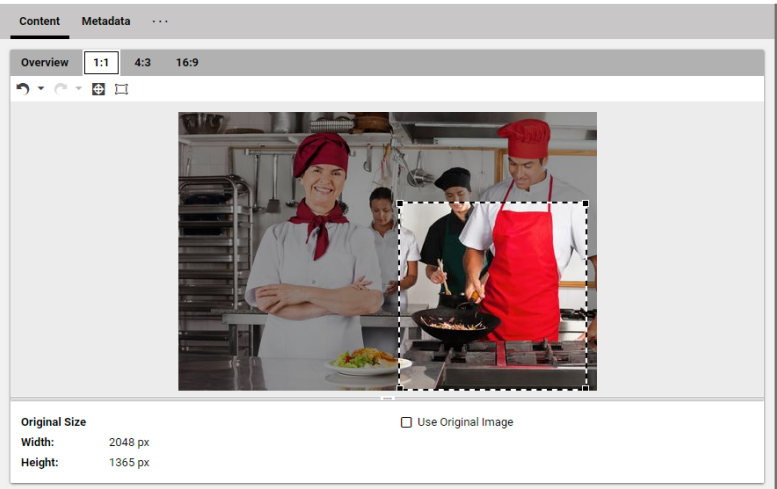 Content Metadata ···
Overview 1:1 4:3 16:9
Original Size
Use Original Image
Width: 2048 px
Height: 1365 px